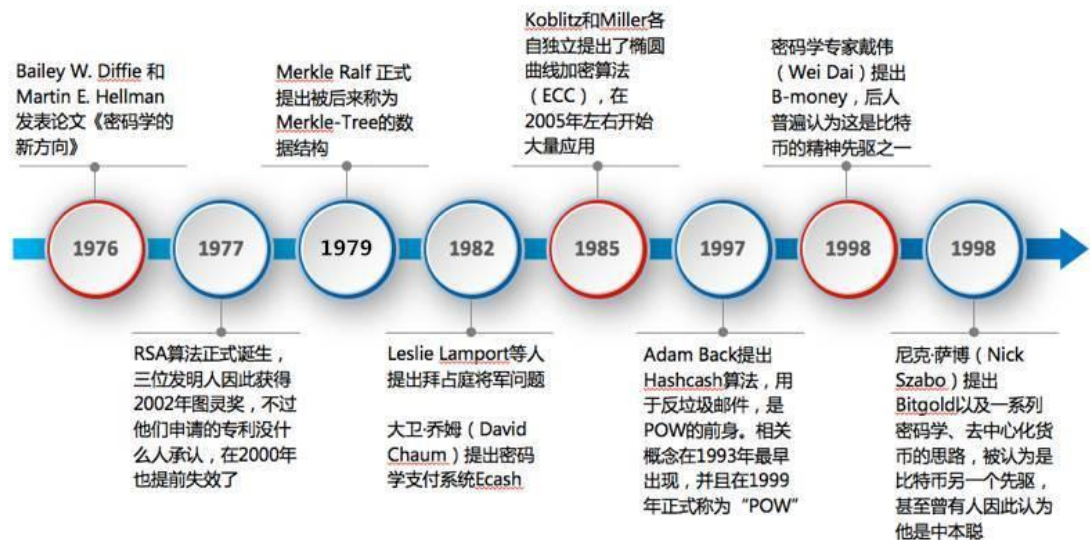 Bailey W. Diffie 和
Martin E. Hellman
发表论文《密码学的
新方向》
Merkle Ralf 正式
提出被后来称为
Merkle-Tree的数
据结构
Koblitz和Miller各
自独立提出了椭圆
曲线加密算法
（ECC），在
2005年左右开始
大量应用
密码学专家戴伟
（Wei Dai）提出
B-money，后人
普遍认为这是比特
币的精神先驱之一
1976
1977
1979
1982
1985
1997
1998
1998
RSA算法正式诞生，
三位发明人因此获得
2002年图灵奖，不过
他们申请的专利没什
么人承认，在2000年
也提前失效了
Leslie Lamport等人
提出拜占庭将军问题
大卫·乔姆（David
Chaum）提出密码
学支付系统Ecash
Adam Back提出
Hashcash算法，用
于反垃圾邮件，是
POW的前身。相关
概念在1993年最早
出现，并且在1999
年正式称为“POW”
尼克·萨博（Nick
Szabo）提出
Bitgold以及一系列
密码学、去中心化货
币的思路，被认为是
比特币另一个先驱，
甚至曾有人因此认为
他是中本聪